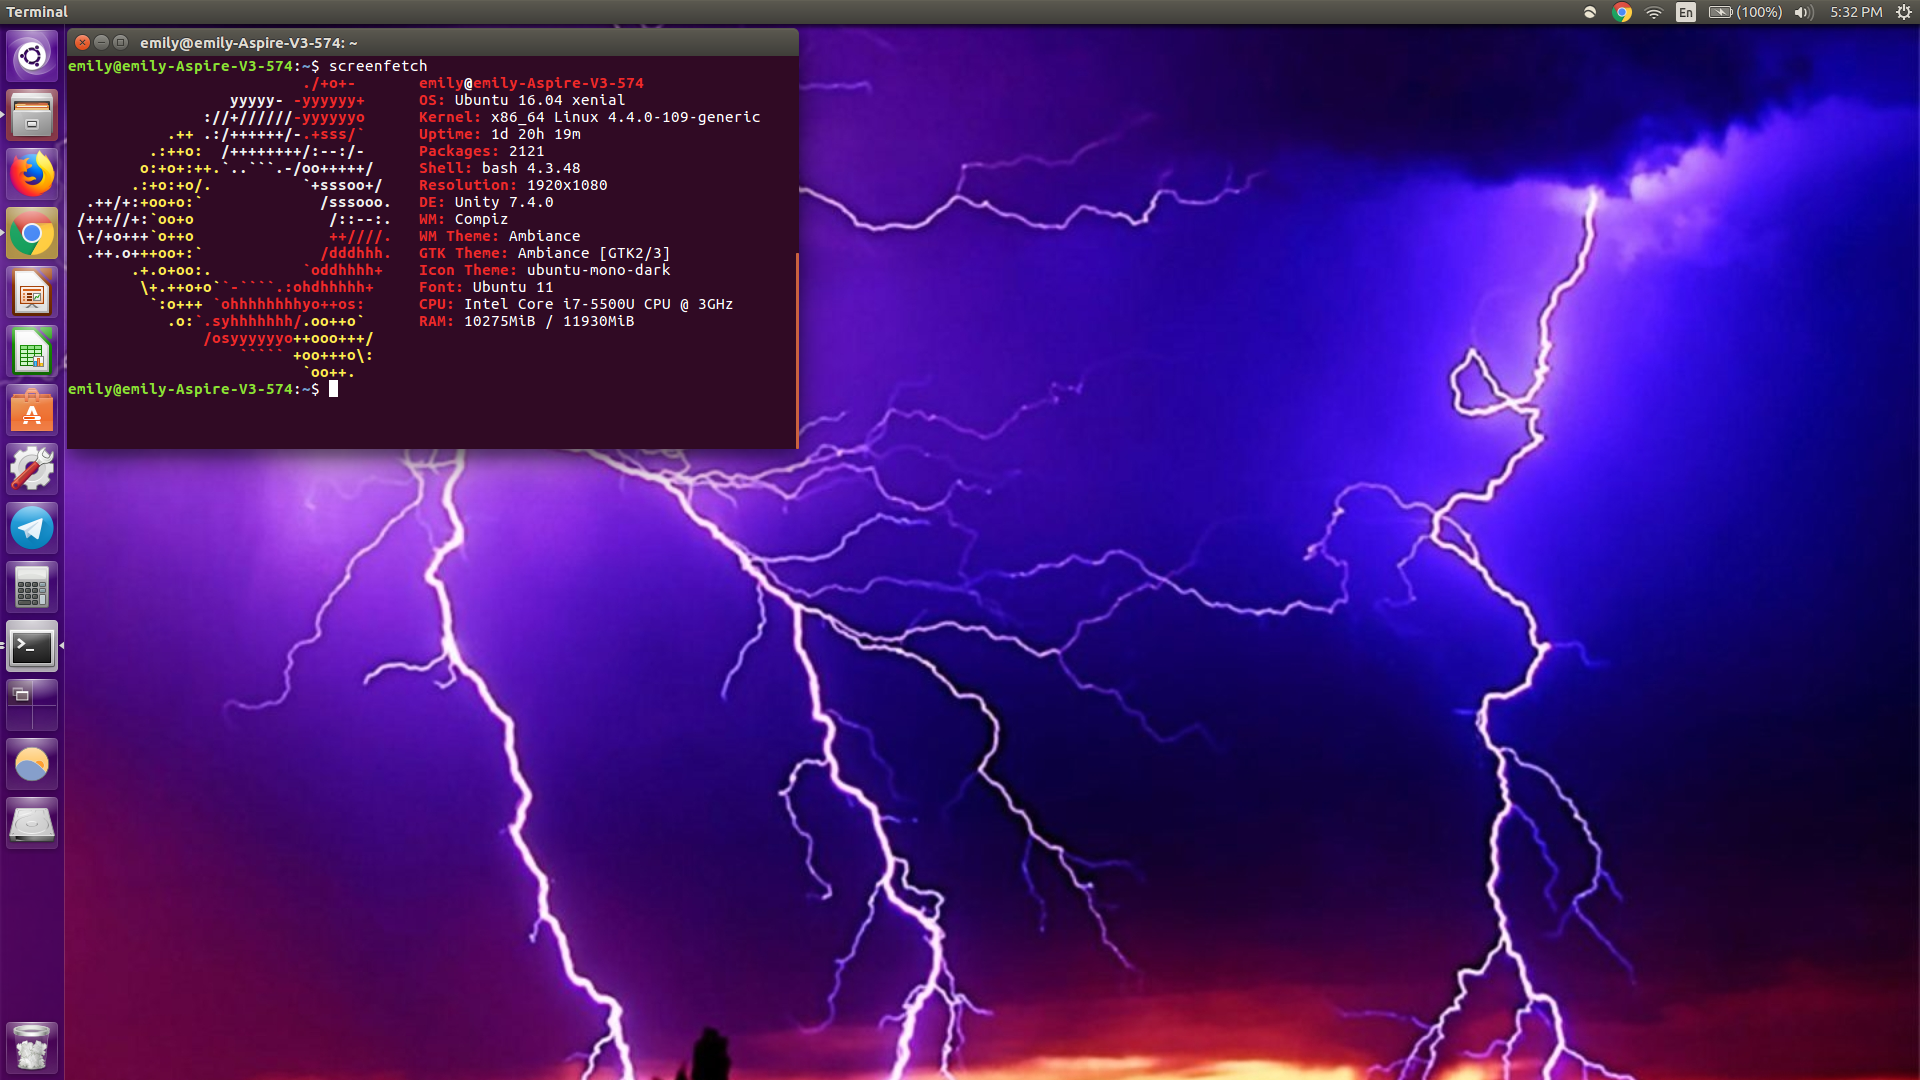 Terminal
En
(100%)
5:32 PM
emily@emily-Aspire-V3-574: ~
emily@emily-Aspire-V3-574:~$ screenfetch
./+o+- emily@emily-Aspire-V3-574
yyyyy- -yyyyyy+ OS: Ubuntu 16.04 xenial
://+//////-yyyyyyo Kernel: x86_64 Linux 4.4.0-109-generic
.++ .:/++++++/-.+sss/` Uptime: 1d 20h 19m
.:++o: /++++++++/:--:/- Packages: 2121
o:+o+:++.`..```.-/oo+++++/ Shell: bash 4.3.48
.:+o:+o/. `+sssoo+/ Resolution: 1920x1080
.++/+:+oo+o:` /sssooo. DE: Unity 7.4.0
/+++//+:`oo+o /::--:. WM: Compiz
\+/+o+++`o++o ++////. WM Theme: Ambiance
.++.o+++oo+:` /dddhhh. GTK Theme: Ambiance [GTK2/3]
.+.o+oo:. `oddhhhh+ Icon Theme: ubuntu-mono-dark
\+.++o+o``-````.:ohdhhhhh+ Font: Ubuntu 11
`:o+++ `ohhhhhhhhyo++os: CPU: Intel Core i7-5500U CPU @ 3GHz
.o:`.syhhhhhhh/.oo++o` RAM: 10275MiB / 11930MiB
/osyyyyyyo++ooo+++/
````` +oo+++o\:
`oo++.
emily@emily-Aspire-V3-574:~$